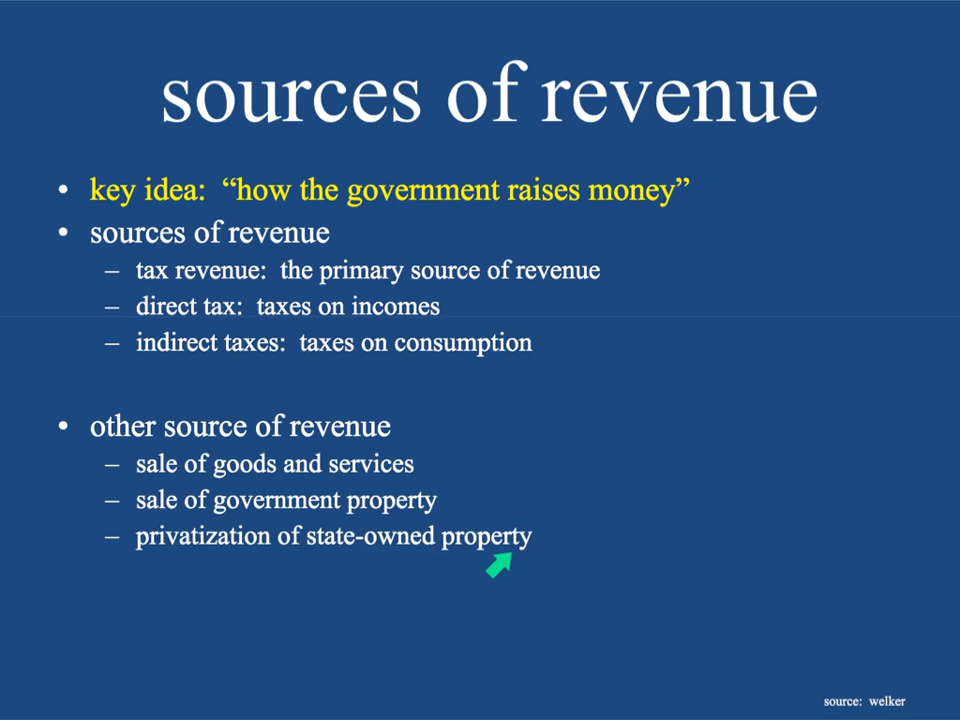 sources of revenue
• key idea:  “how the government raises money”
• sources of revenue
– tax revenue:  the primary source of revenue
– direct tax:  taxes on incomes
– indirect taxes:  taxes on consumption
• other source of revenue
– sale of goods and services
– sale of government property
– privatization of state-owned property
source:  welker